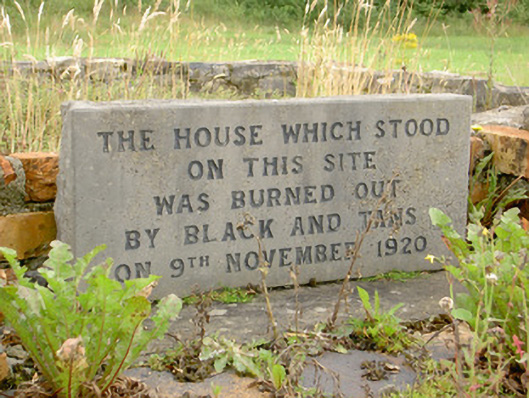 THE HOUSE WHICH STOOD
ON THIS SITE
WAS BURNED OUT
BY BLACK AND TANS
ON 9TH NOVEMBER 1920